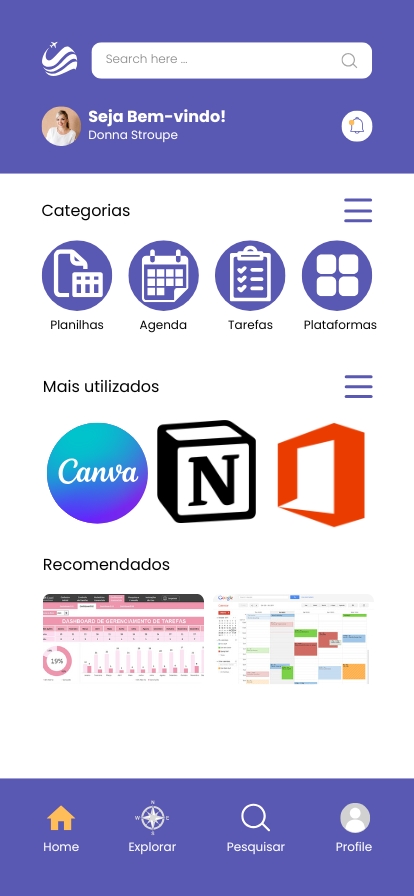 Search here ...
Seja Bem-vindo!
Donna Stroupe
Categorias
Planilhas
Agenda
Tarefas
Plataformas
Mais utilizados
Canva
N
Recomendados
DASHBOARD DE GERENCIAMENTO DE TAREFAS
19%
Google
N
W
E
S
Home
Explorar
Pesquisar
Profile